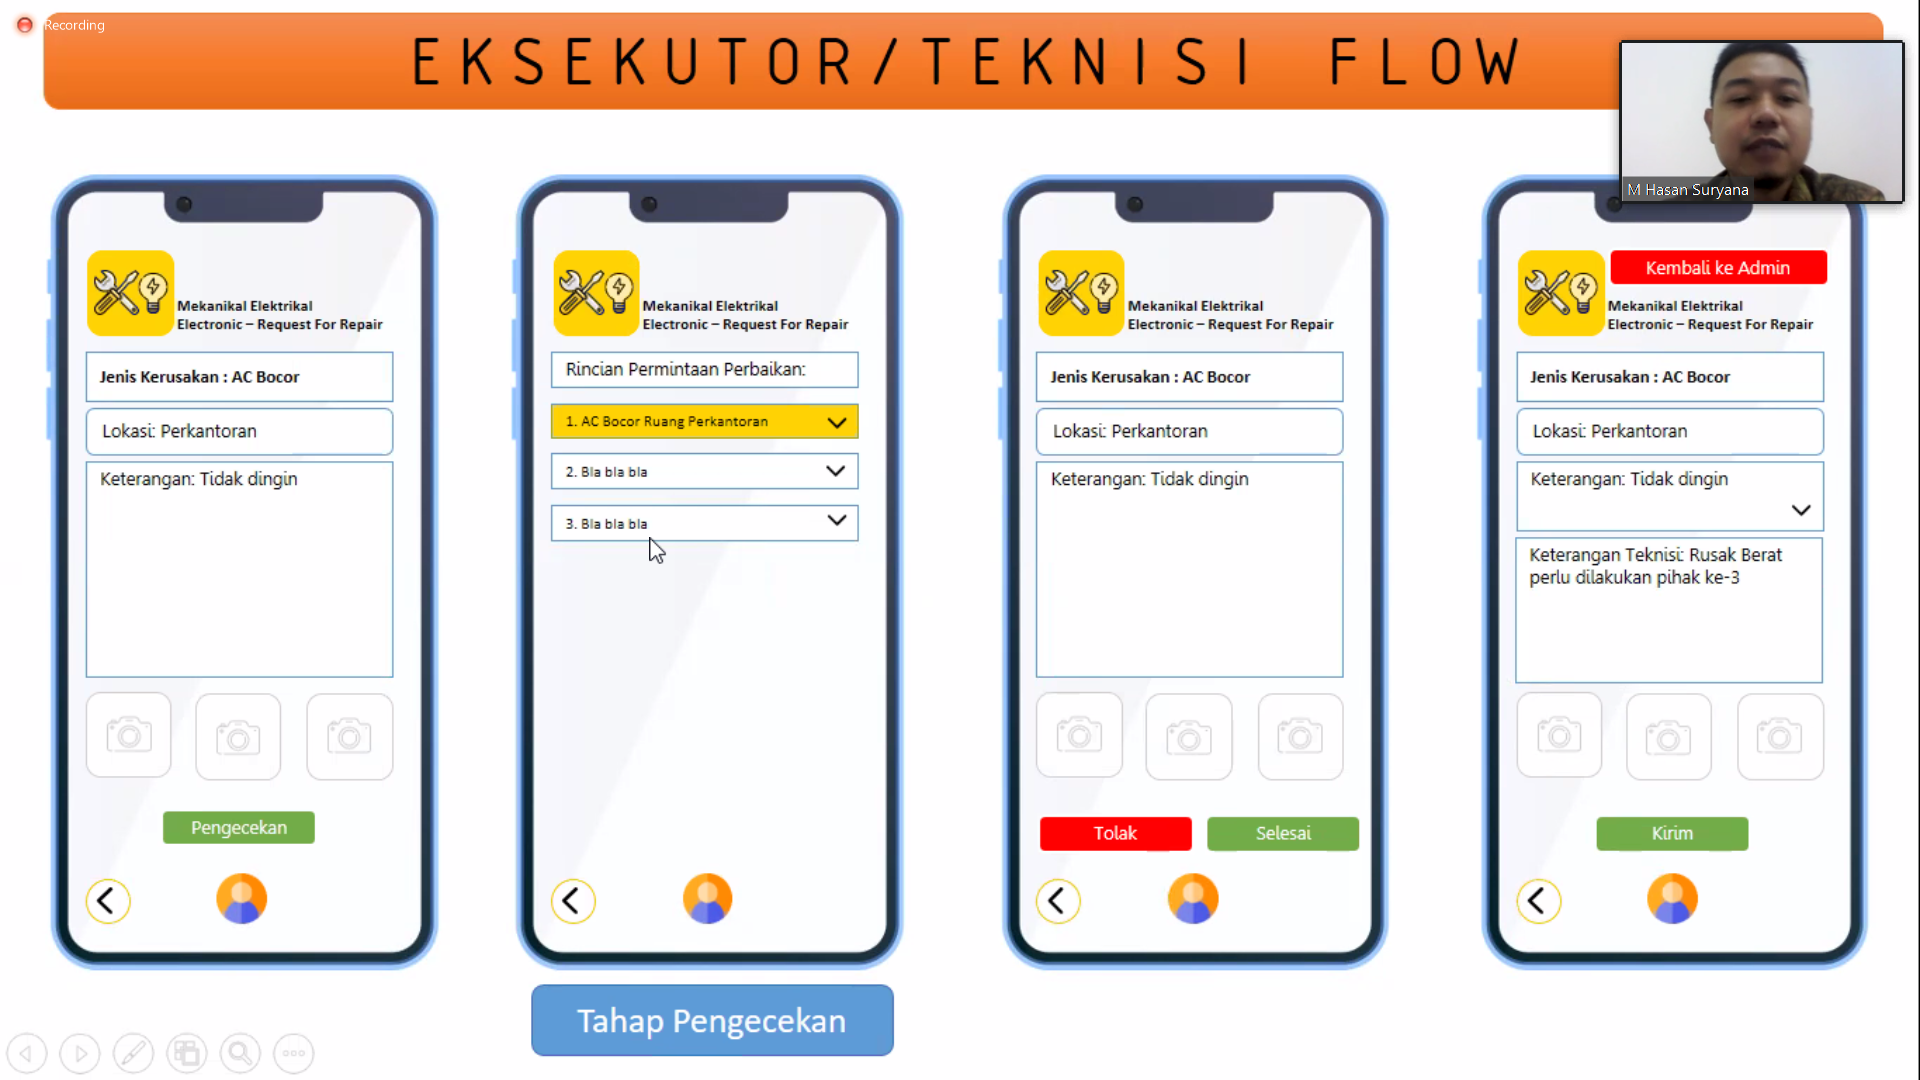 Recording
EKSEKUTOR/TEKNISI FLOW
M Hasan Suryana
Mekanikal Elektrikal
Electronic – Request For Repair
Jenis Kerusakan : AC Bocor
Lokasi: Perkantoran
Keterangan: Tidak dingin
Pengecekan
Mekanikal Elektrikal
Electronic – Request For Repair
Rincian Permintaan Perbaikan:
1. AC Bocor Ruang Perkantoran
2. Bla bla bla
3. Bla bla bla
Tahap Pengecekan
Mekanikal Elektrikal
Electronic – Request For Repair
Jenis Kerusakan : AC Bocor
Lokasi: Perkantoran
Keterangan: Tidak dingin
Tolak
Selesai
Kembali ke Admin
Mekanikal Elektrikal
Electronic – Request For Repair
Jenis Kerusakan : AC Bocor
Lokasi: Perkantoran
Keterangan: Tidak dingin
Keterangan Teknisi: Rusak Berat
perlu dilakukan pihak ke-3
Kirim